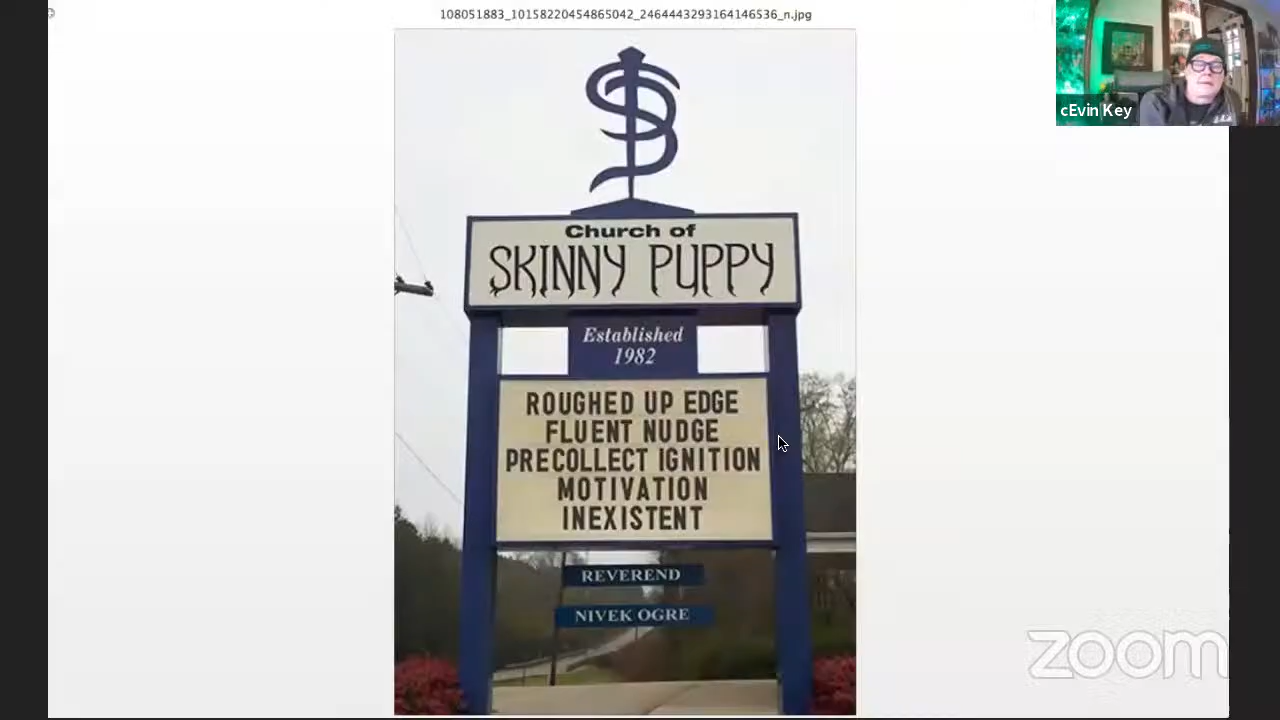 108051883_10158220454865042_2464443293164146536_n.jpg
cEvin Key
Church of
SKINNY PUPPY
Established
1982
ROUGHED UP EDGE
FLUENT NUDGE
PRECOLLECT IGNITION
MOTIVATION
INEXISTENT
REVEREND
NIVEK OGRE
zoom